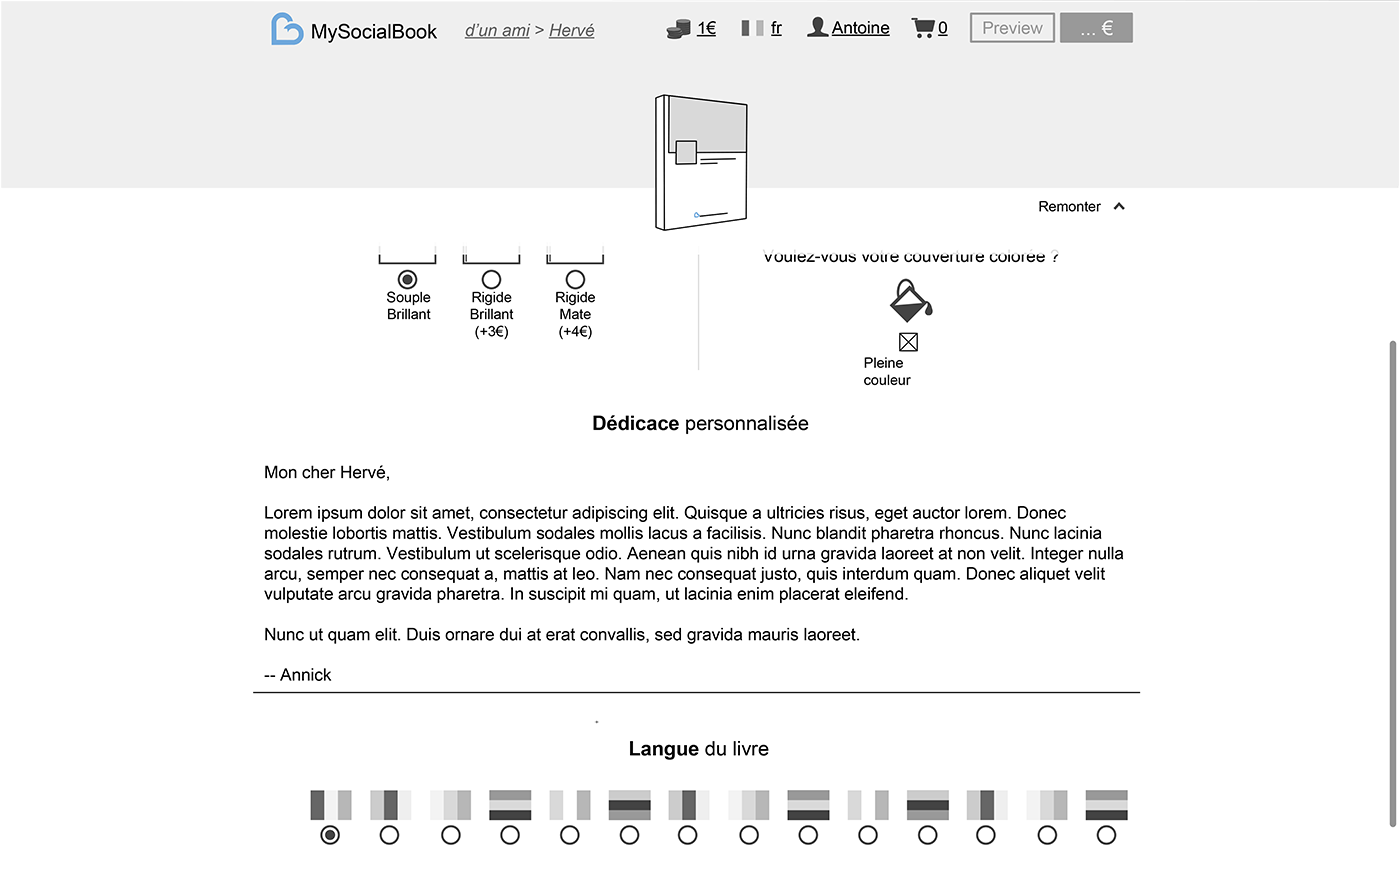 MySocialBook d'un ami > Hervé 1€ fr Antoine 0 Preview ... €
Remonter
Voulez-vous votre couverture colorée ?
Souple Brillant
Rigide Brillant (+3€)
Rigide Mate (+4€)
Pleine couleur
Dédicace personnalisée
Mon cher Hervé,
Lorem ipsum dolor sit amet, consectetur adipiscing elit. Quisque a ultricies risus, eget auctor lorem. Donec
molestie lobortis mattis. Vestibulum sodales mollis lacus a facilisis. Nunc blandit pharetra rhoncus. Nunc lacinia
sodales rutrum. Vestibulum ut scelerisque odio. Aenean quis nibh id urna gravida laoreet at non velit. Integer nulla
arcu, semper nec consequat a, mattis at leo. Nam nec consequat justo, quis interdum quam. Donec aliquet velit
vulputate arcu gravida pharetra. In suscipit mi quam, ut lacinia enim placerat eleifend.
Nunc ut quam elit. Duis ornare dui at erat convallis, sed gravida mauris laoreet.
-- Annick
Langue du livre